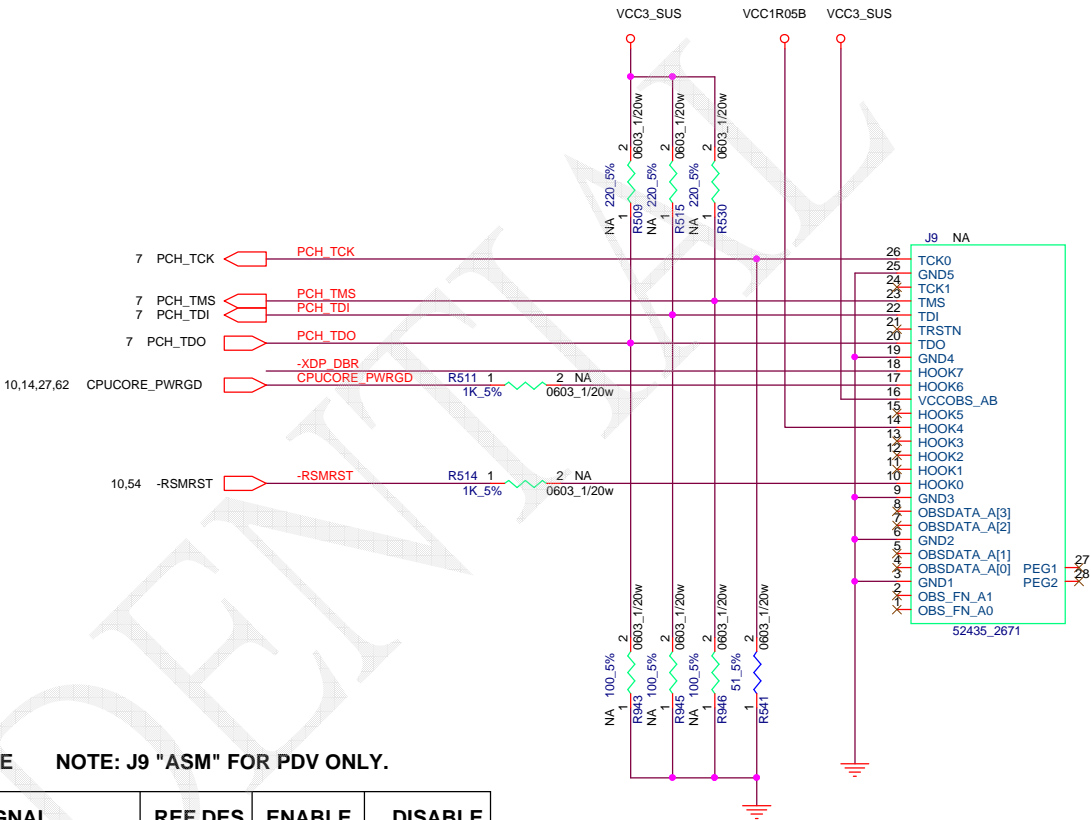 VCC3_SUS VCC1R05B VCC3_SUS
2 0603_1/20w 2 0603_1/20w 2 0603_1/20w
NA 220_5% NA 220_5% NA 220_5%
1 R509 1 R515 1 R530
J9 NA
7 PCH_TCK PCH_TCK
7 PCH_TMS PCH_TMS
7 PCH_TDI PCH_TDI
7 PCH_TDO PCH_TDO
-XDP_DBR
10,14,27,62 CPUCORE_PWRGD CPUCORE_PWRGD R511 1 2 NA
1K_5% 0603_1/20w
10,54 -RSMRST -RSMRST R514 1 2 NA
1K_5% 0603_1/20w
26 TCK0
25 GND5
24 TCK1
23 TMS
22 TDI
21 TRSTN
20 TDO
19 GND4
18 HOOK7
17 HOOK6
16 VCCOBS_AB
15 HOOK5
14 HOOK4
13 HOOK3
12 HOOK2
11 HOOK1
10 HOOK0
9 GND3
8 OBSDATA_A[3]
7 OBSDATA_A[2]
6 GND2
5 OBSDATA_A[1]
4 OBSDATA_A[0] PEG1 27
3 GND1 PEG2 28
2 OBS_FN_A1
1 OBS_FN_A0
52435_2671
2 0603_1/20w 2 0603_1/20w 2 0603_1/20w 2 0603_1/20w
NA 100_5% NA 100_5% NA 100_5% 51_5%
1 R943 1 R945 1 R946 1 R541
E NOTE: J9 "ASM" FOR PDV ONLY.
GNAL REF.DES ENABLE DISABLE
DENTIAL